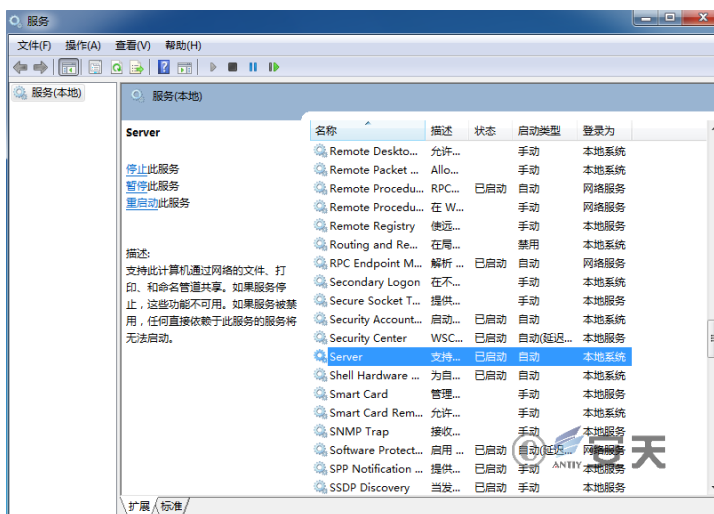 服务
文件(F) 操作(A) 查看(V) 帮助(H)
服务(本地)
服务(本地)
Server
停止此服务
暂停此服务
重启动此服务
描述:
支持此计算机通过网络的文件、打
印、和命名管道共享。如果服务停
止，这些功能不可用。如果服务被禁
用，任何直接依赖于此服务的服务将
无法启动。
名称 描述 状态 启动类型 登录为
Remote Deskto... 允许... 手动 本地系统
Remote Packet ... Allo... 手动 本地系统
Remote Procedu... RPC... 已启动 自动 网络服务
Remote Procedu... 在 W... 手动 网络服务
Remote Registry 使远... 手动 本地服务
Routing and Re... 在局... 禁用 本地系统
RPC Endpoint M... 解析 ... 已启动 自动 网络服务
Secondary Logon 在不... 手动 本地系统
Secure Socket T... 提供... 手动 本地服务
Security Account... 启动... 已启动 自动 本地系统
Security Center WSC... 已启动 自动(延迟... 本地服务
Server 支持... 已启动 自动 本地系统
Shell Hardware ... 为自... 已启动 自动 本地系统
Smart Card 管理... 手动 本地服务
Smart Card Rem... 允许... 手动 本地系统
SNMP Trap 接收... 手动 本地服务
Software Protect... 启用 ... 已启动 自动(延迟... 网络服务
SPP Notification ... 提供... 已启动 手动 本地服务
SSDP Discovery 当发... 已启动 手动 本地服务
ANTIY 安天
扩展 标准